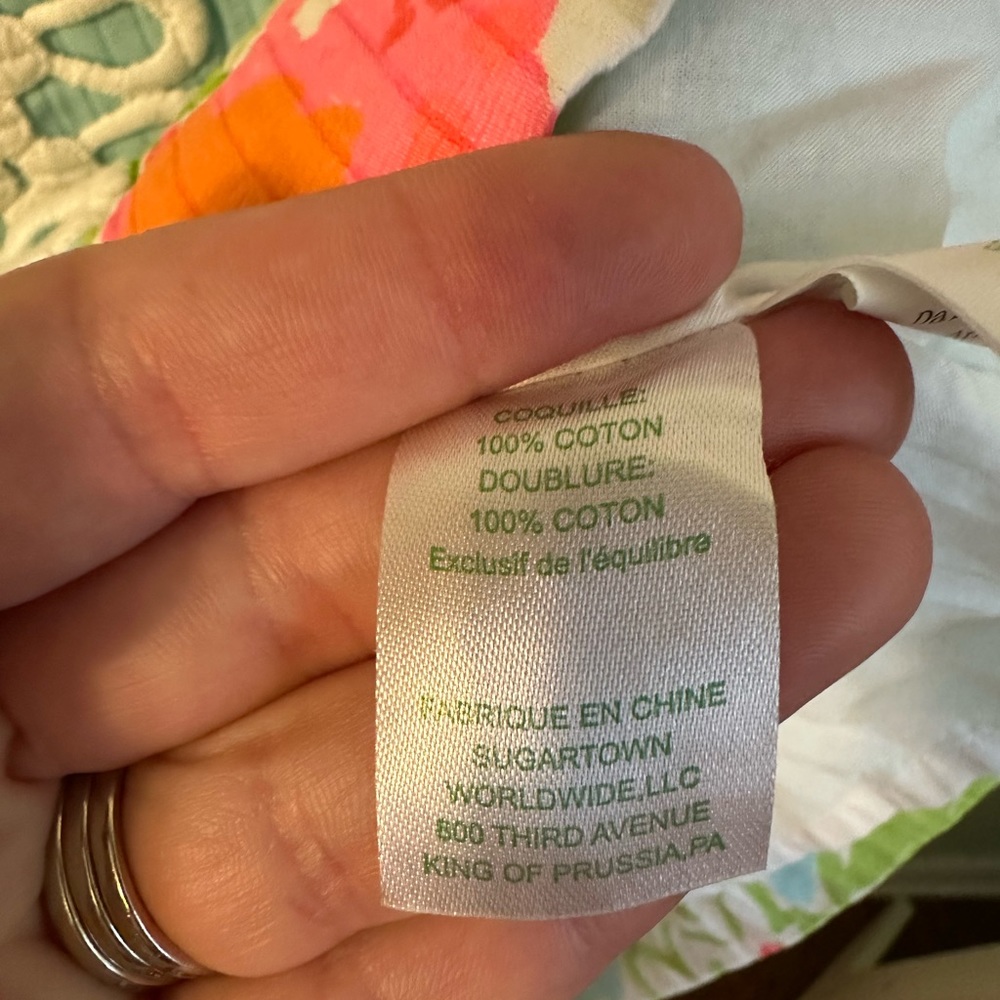 COQUILLE:
100% COTON
DOUBLURE:
100% COTON
Exclusif de l'équilibre
FABRIQUE EN CHINE
SUGARTOWN
WORLDWIDE,LLC
800 THIRD AVENUE
KING OF PRUSSIA,PA